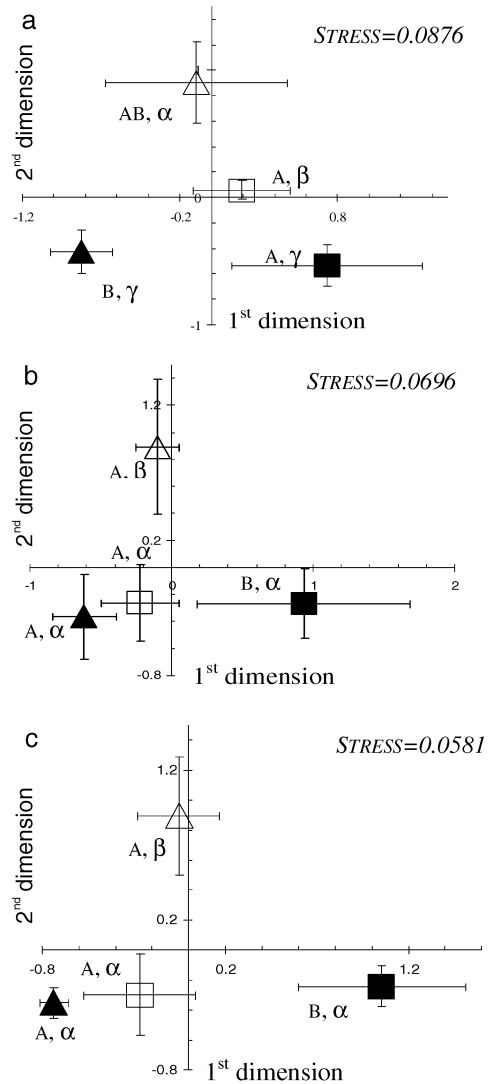 a
STRESS=0.0876
2nd dimension
AB, α
A, β
-1.2
-0.2
0
0.8
A, γ
B, γ
1st dimension
-1
b
STRESS=0.0696
1.2
2nd dimension
A, β
0.2
A, α
B, α
-1
0
1
2
A, α
-0.8
1st dimension
c
STRESS=0.0581
1.2
2nd dimension
A, β
0.2
-0.8
A, α
0.2
1.2
B, α
A, α
-0.8
1st dimension